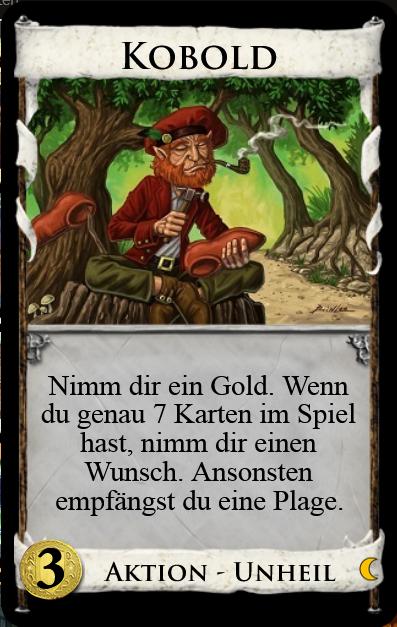 KOBOLD
Nimm dir ein Gold. Wenn
du genau 7 Karten im Spiel
hast, nimm dir einen
Wunsch. Ansonsten
empfängst du eine Plage.
3
AKTION - UNHEIL